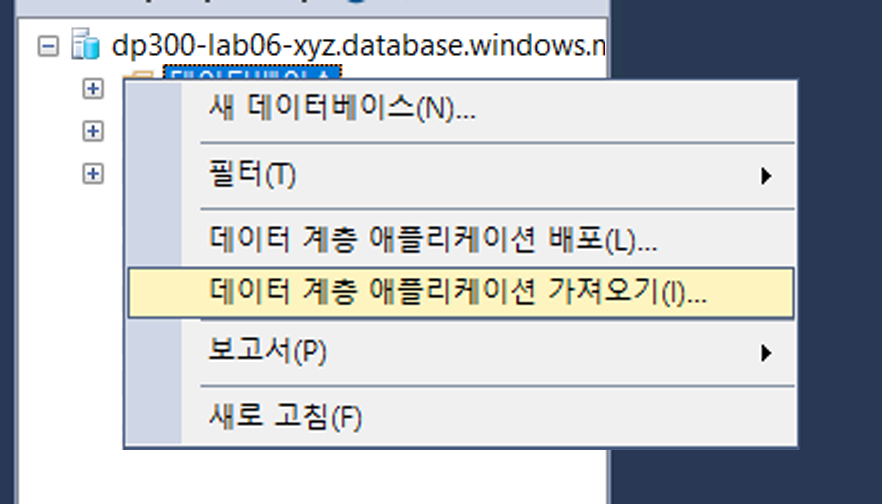 dp300-lab06-xyz.database.windows.n
데이터베이스
새 데이터베이스(N)...
필터(T)
데이터 계층 애플리케이션 배포(L)...
데이터 계층 애플리케이션 가져오기(I)...
보고서(P)
새로 고침(F)